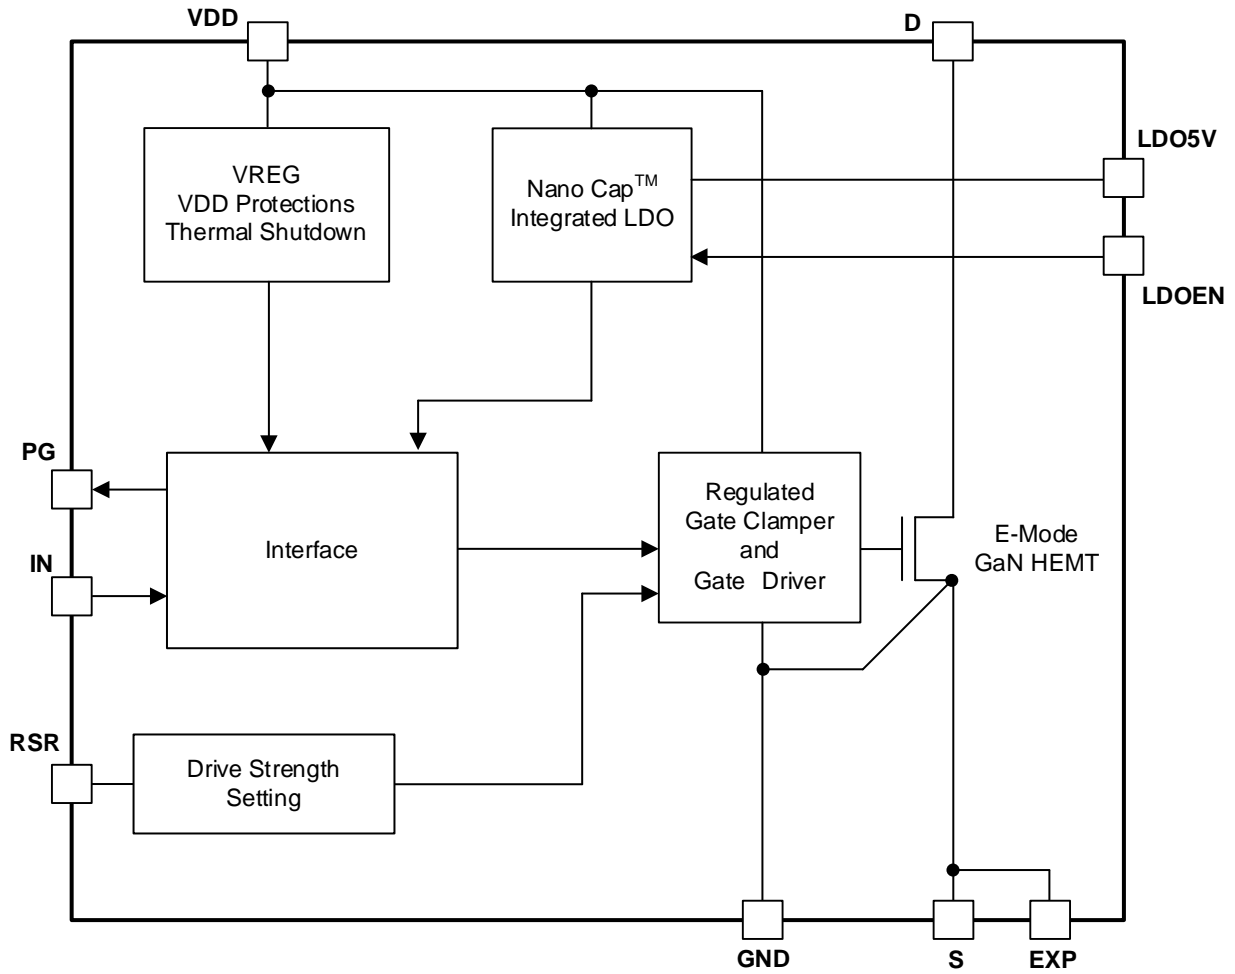 VDD
D
LDO5V
VREG
VDD Protections
Thermal Shutdown
Nano Cap™
Integrated LDO
LDOEN
PG
IN
Interface
Regulated
Gate Clamper
and
Gate Driver
E-Mode
GaN HEMT
RSR
Drive Strength
Setting
GND
S
EXP